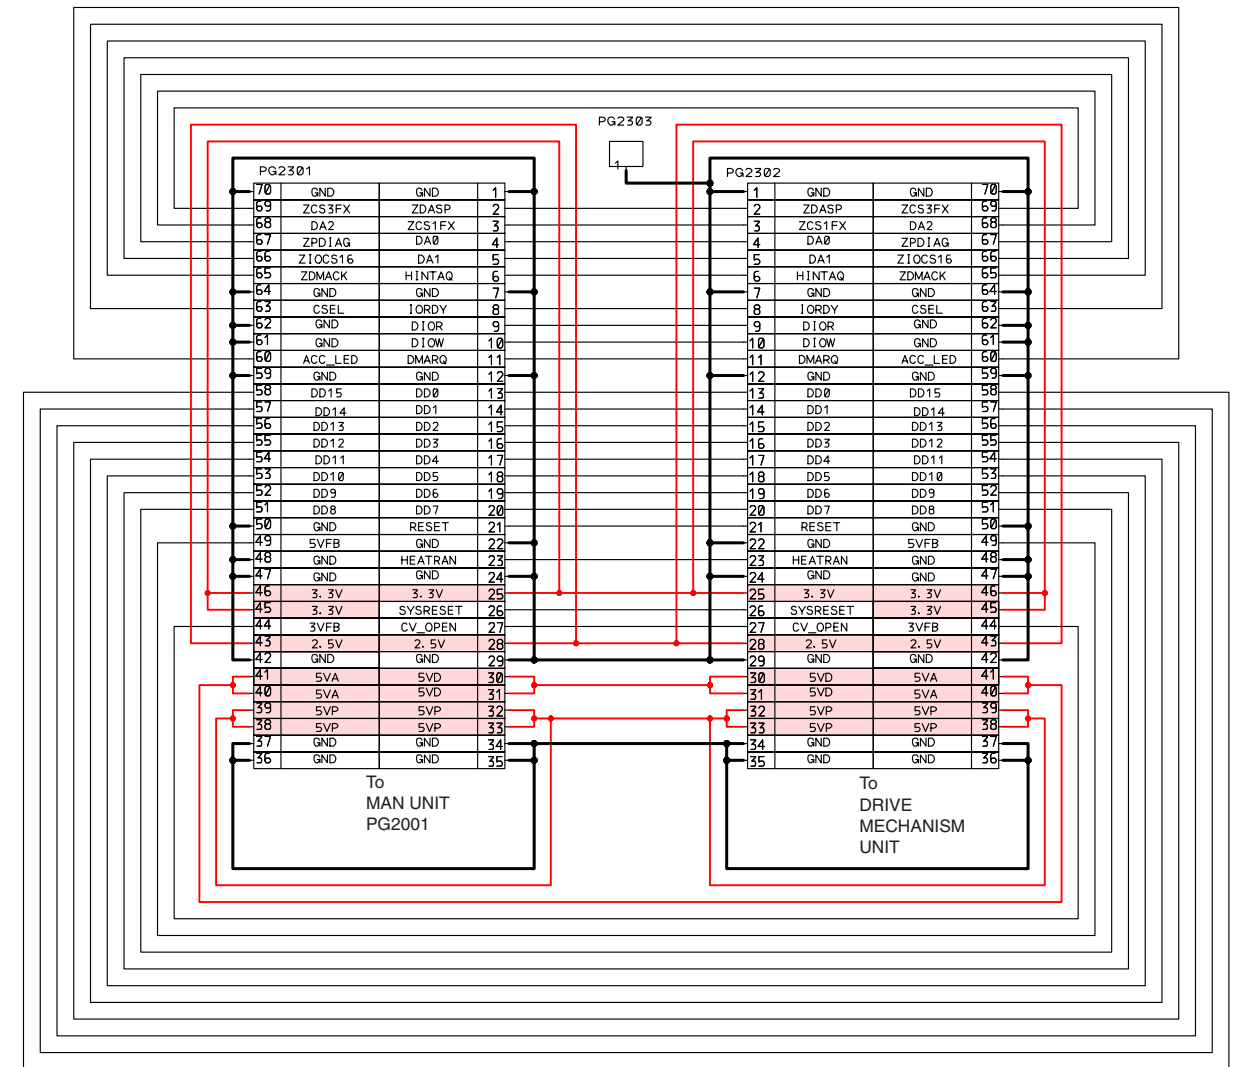 PG2303
1
PG2301
70 GND GND 1
69 ZCS3FX ZDASP 2
68 DA2 ZCS1FX 3
67 ZPDIAG DA0 4
66 ZIOCS16 DA1 5
65 ZDMACK HINTAQ 6
64 GND GND 7
63 CSEL IORDY 8
62 GND DIOR 9
61 GND DIOW 10
60 ACC_LED DMARQ 11
59 GND GND 12
58 DD15 DD0 13
57 DD14 DD1 14
56 DD13 DD2 15
55 DD12 DD3 16
54 DD11 DD4 17
53 DD10 DD5 18
52 DD9 DD6 19
51 DD8 DD7 20
50 GND RESET 21
49 5VFB GND 22
48 GND HEATRAN 23
47 GND GND 24
46 3.3V 3.3V 25
45 3.3V SYSRESET 26
44 3VFB CV_OPEN 27
43 2.5V 2.5V 28
42 GND GND 29
41 5VA 5VD 30
40 5VA 5VD 31
39 5VP 5VP 32
38 5VP 5VP 33
37 GND GND 34
36 GND GND 35
To
MAN UNIT
PG2001
PG2302
1 GND GND 70
2 ZDASP ZCS3FX 69
3 ZCS1FX DA2 68
4 DA0 ZPDIAG 67
5 DA1 ZIOCS16 66
6 HINTAQ ZDMACK 65
7 GND GND 64
8 IORDY CSEL 63
9 DIOR GND 62
10 DIOW GND 61
11 DMARQ ACC_LED 60
12 GND GND 59
13 DD0 DD15 58
14 DD1 DD14 57
15 DD2 DD13 56
16 DD3 DD12 55
17 DD4 DD11 54
18 DD5 DD10 53
19 DD6 DD9 52
20 DD7 DD8 51
21 RESET GND 50
22 GND 5VFB 49
23 HEATRAN GND 48
24 GND GND 47
25 3.3V 3.3V 46
26 SYSRESET 3.3V 45
27 CV_OPEN 3VFB 44
28 2.5V 2.5V 43
29 GND GND 42
30 5VD 5VA 41
31 5VD 5VA 40
32 5VP 5VP 39
33 5VP 5VP 38
34 GND GND 37
35 GND GND 36
To
DRIVE
MECHANISM
UNIT